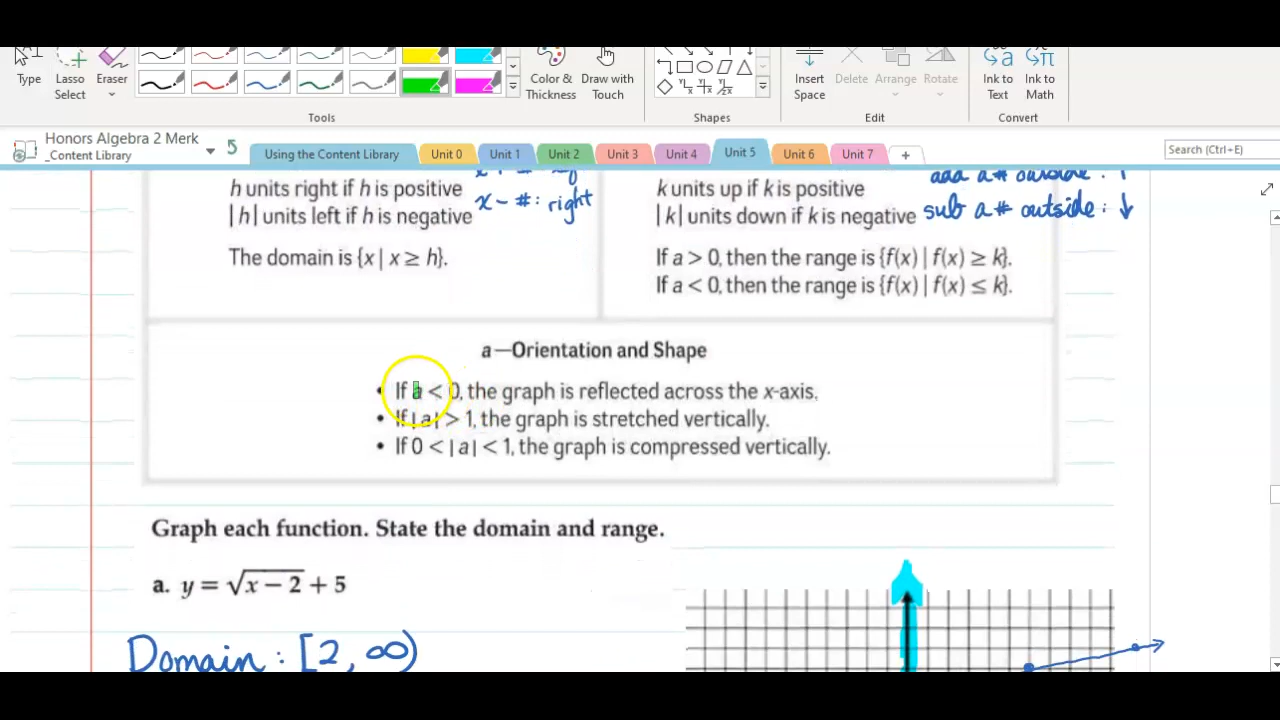 Type
Lasso
Select
Eraser
Color &
Thickness
Draw with
Touch
Insert
Space
Delete
Arrange
Rotate
Ink to
Text
Ink to
Math
Tools
Shapes
Edit
Convert
Honors Algebra 2 Merk
_Content Library
Using the Content Library
Unit 0
Unit 1
Unit 2
Unit 3
Unit 4
Unit 5
Unit 6
Unit 7
Search (Ctrl+E)
h units right if h is positive
|h| units left if h is negative
x - #: right
The domain is {x | x ≥ h}.
add a # outside : ↑
k units up if k is positive
|k| units down if k is negative
sub a # outside : ↓
If a > 0, then the range is {f(x) | f(x) ≥ k}.
If a < 0, then the range is {f(x) | f(x) ≤ k}.
a—Orientation and Shape
• If a < 0, the graph is reflected across the x-axis.
• If |a| > 1, the graph is stretched vertically.
• If 0 < |a| < 1, the graph is compressed vertically.
Graph each function. State the domain and range.
a. y = √x − 2 + 5
Domain : [2, ∞)